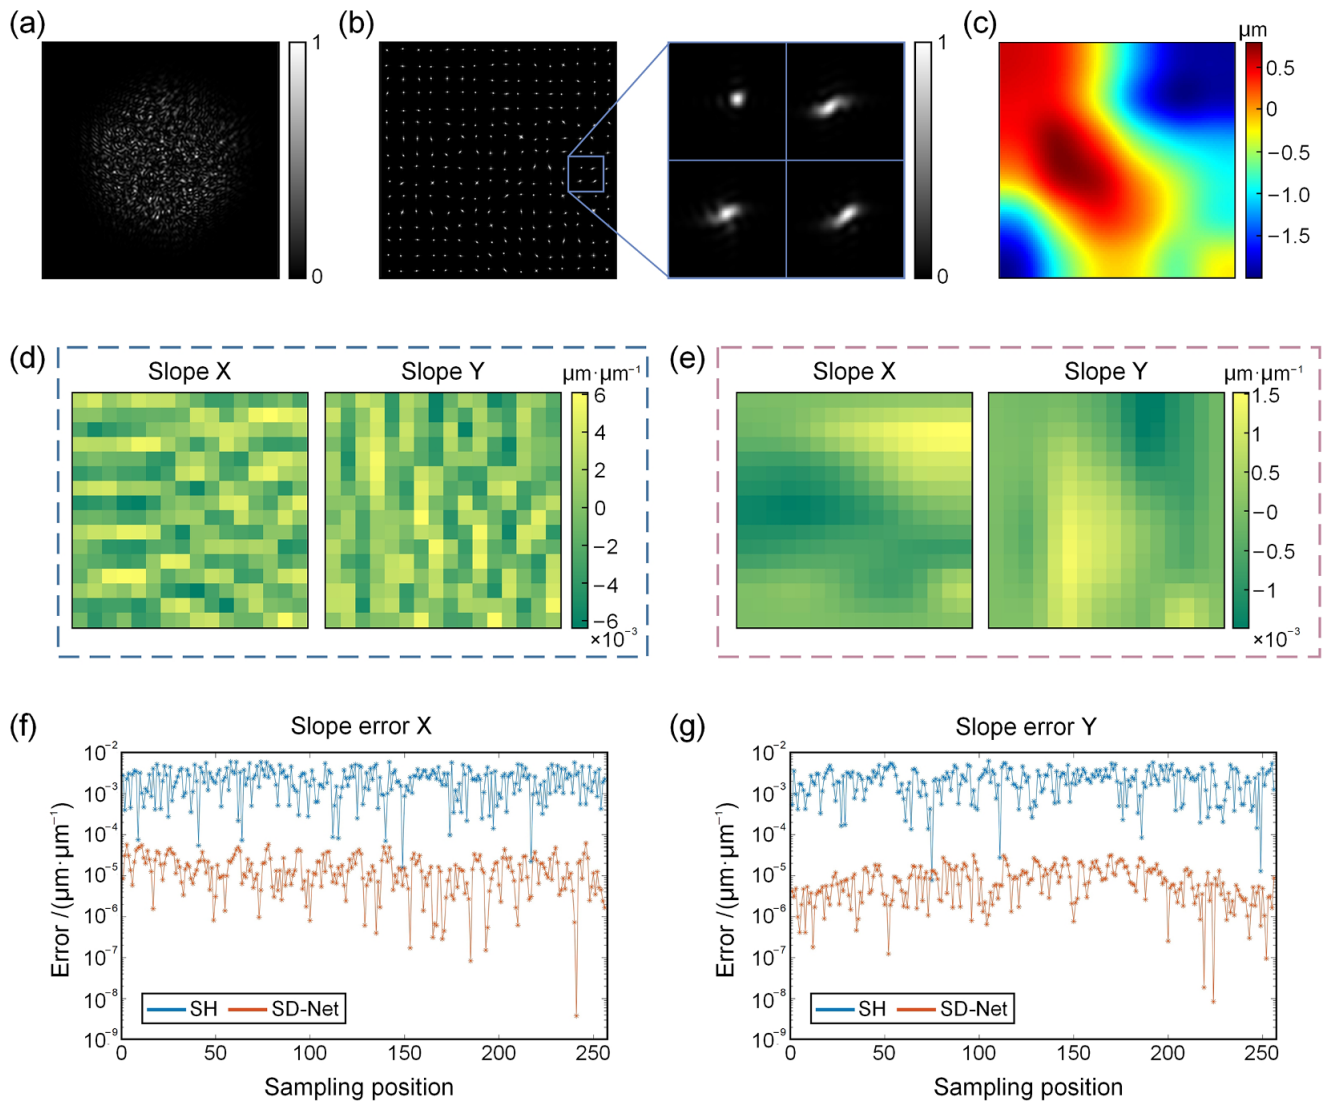 (a)
1
0
(b)
1
0
(c)
μm
0.5
0
−0.5
−1.0
−1.5
(d)
Slope X
Slope Y
μm·μm⁻¹
6
4
2
0
−2
−4
−6
×10⁻³
(e)
Slope X
Slope Y
μm·μm⁻¹
1.5
1
0.5
−0
−0.5
−1
×10⁻³
(f)
Slope error X
Error /(μm·μm⁻¹)
10⁻²
10⁻³
10⁻⁴
10⁻⁵
10⁻⁶
10⁻⁷
10⁻⁸
10⁻⁹
SH SD-Net
0 50 100 150 200 250
Sampling position
(g)
Slope error Y
Error /(μm·μm⁻¹)
10⁻²
10⁻³
10⁻⁴
10⁻⁵
10⁻⁶
10⁻⁷
10⁻⁸
10⁻⁹
SH SD-Net
0 50 100 150 200 250
Sampling position